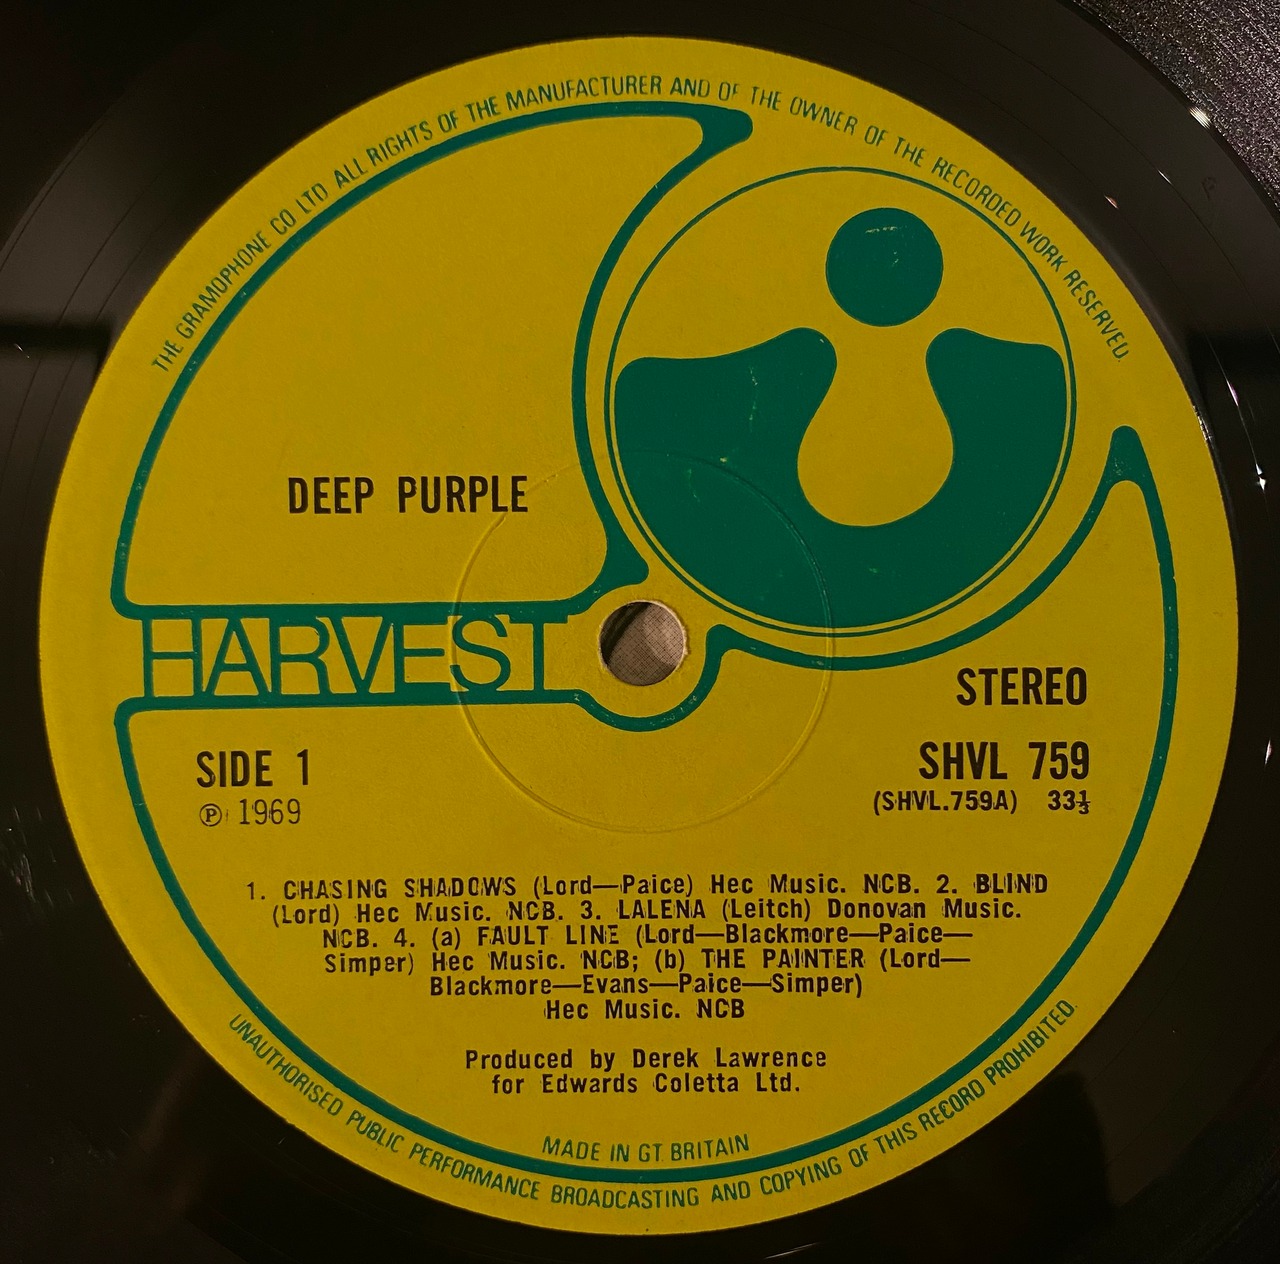 THE GRAMOPHONE CO LTD ALL RIGHTS OF THE MANUFACTURER AND OF THE OWNER OF THE RECORDED WORK RESERVED.
DEEP PURPLE
HARVEST
STEREO
SIDE 1
SHVL 759
℗ 1969
(SHVL.759A) 33⅓
1. CHASING SHADOWS (Lord—Paice) Hec Music. NCB. 2. BLIND
(Lord) Hec Music. NCB. 3. LALENA (Leitch) Donovan Music.
NCB. 4. (a) FAULT LINE (Lord—Blackmore—Paice—
Simper) Hec Music. NCB; (b) THE PAINTER (Lord—
Blackmore—Evans—Paice—Simper)
Hec Music. NCB
Produced by Derek Lawrence
for Edwards Coletta Ltd.
MADE IN GT. BRITAIN
UNAUTHORISED PUBLIC PERFORMANCE BROADCASTING AND COPYING OF THIS RECORD PROHIBITED.